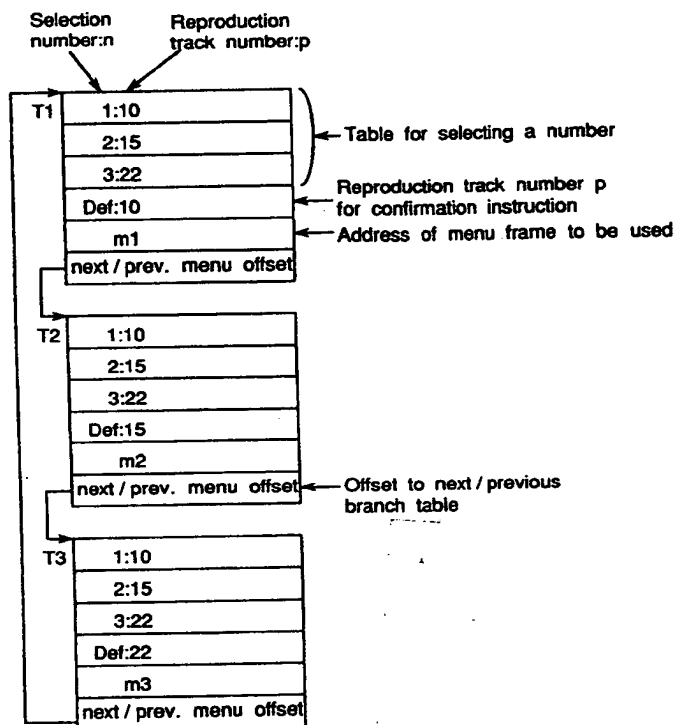 Selection
number:n
Reproduction
track number:p
T1
1:10
2:15
3:22
Table for selecting a number
Def:10
Reproduction track number p
for confirmation instruction
m1
Address of menu frame to be used
next / prev. menu offset
T2
1:10
2:15
3:22
Def:15
m2
next / prev. menu offset
Offset to next / previous
branch table
T3
1:10
2:15
3:22
Def:22
m3
next / prev. menu offset